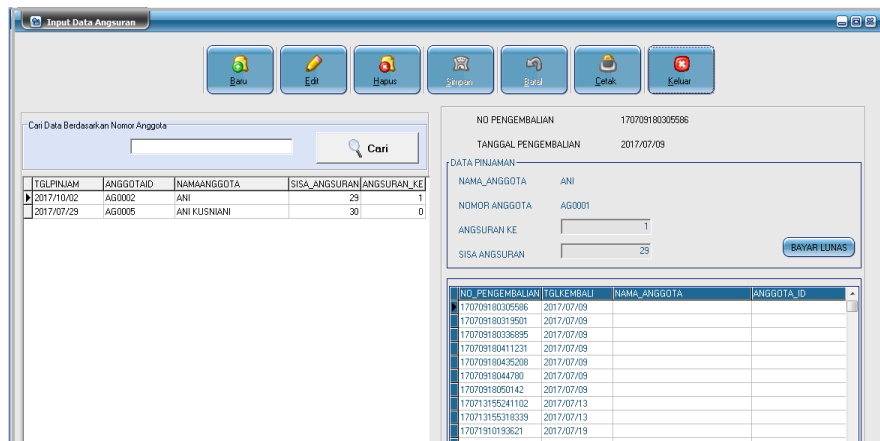 Input Data Angsuran
Baru Edit Hapus Simpan Batal Cetak Keluar
Cari Data Berdasarkan Nomor Anggota
Cari
TGLPINJAM ANGGOTAID NAMAANGGOTA SISA_ANGSURAN ANGSURAN_KE
2017/10/02 AG0002 ANI 29 1
2017/07/29 AG0005 ANI KUSNIANI 30 0
NO PENGEMBALIAN 170709180305586
TANGGAL PENGEMBALIAN 2017/07/09
DATA PINJAMAN
NAMA_ANGGOTA ANI
NOMOR ANGGOTA AG0001
ANGSURAN KE 1
SISA ANGSURAN 29
BAYAR LUNAS
NO_PENGEMBALIAN TGLKEMBALI NAMA_ANGGOTA ANGGOTA_ID
170709180305586 2017/07/09
170709180319501 2017/07/09
170709180336895 2017/07/09
170709180411231 2017/07/09
170709180435208 2017/07/09
17070918044780 2017/07/09
17070918050142 2017/07/09
170713155241102 2017/07/13
170713155318339 2017/07/13
17071910193621 2017/07/19